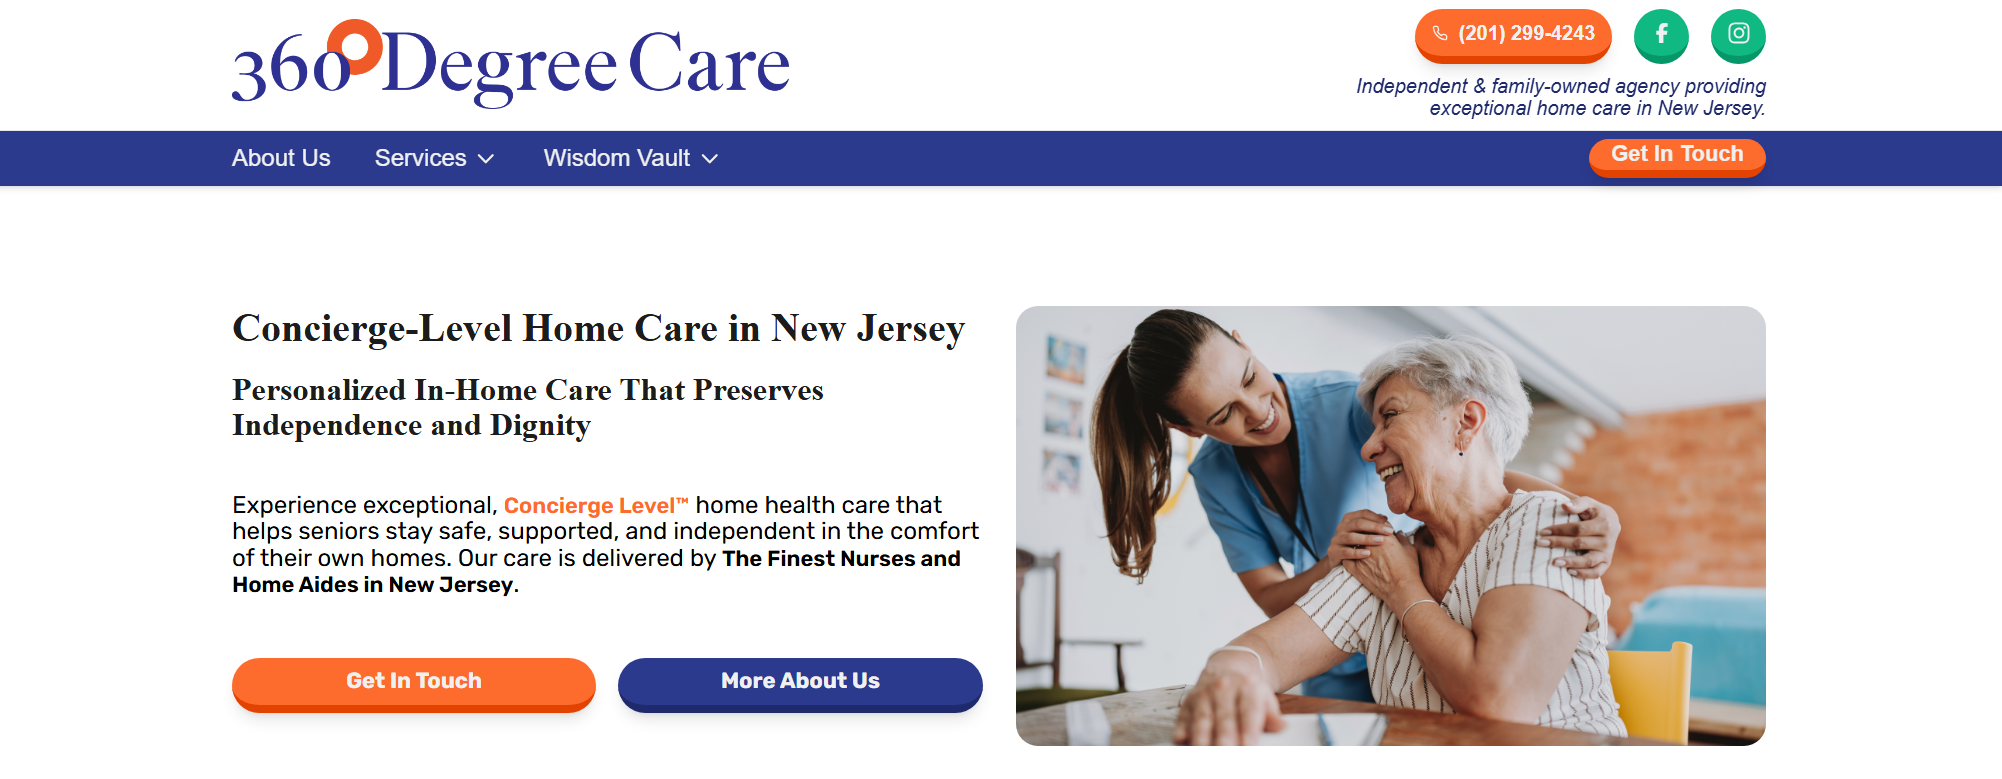 360 Degree Care
(201) 299-4243
Independent & family-owned agency providing
exceptional home care in New Jersey.
About Us
Services
Wisdom Vault
Get In Touch
Concierge-Level Home Care in New Jersey
Personalized In-Home Care That Preserves
Independence and Dignity
Experience exceptional, Concierge Level™ home health care that
helps seniors stay safe, supported, and independent in the comfort
of their own homes. Our care is delivered by The Finest Nurses and
Home Aides in New Jersey.
Get In Touch
More About Us